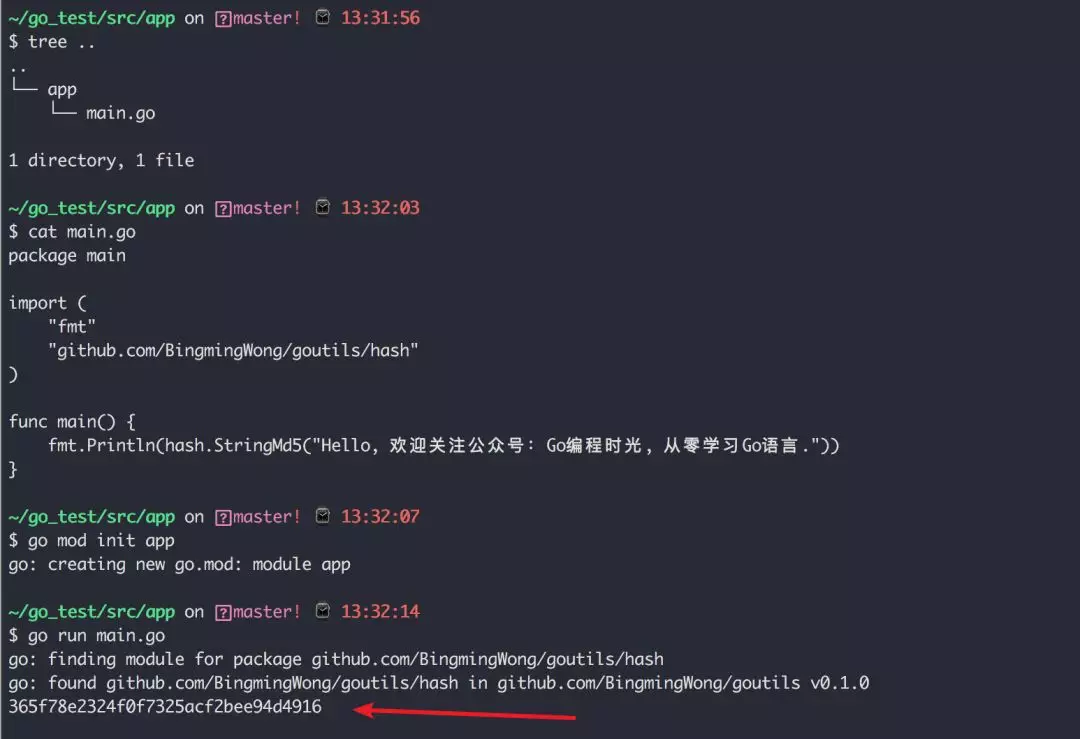 ~/go_test/src/app on master! 13:31:56
$ tree ..
..
└── app
    └── main.go
1 directory, 1 file
~/go_test/src/app on master! 13:32:03
$ cat main.go
package main
import (
    "fmt"
    "github.com/BingmingWong/goutils/hash"
)
func main() {
    fmt.Println(hash.StringMd5("Hello, 欢迎关注公众号：Go编程时光，从零学习Go语言."))
}
~/go_test/src/app on master! 13:32:07
$ go mod init app
go: creating new go.mod: module app
~/go_test/src/app on master! 13:32:14
$ go run main.go
go: finding module for package github.com/BingmingWong/goutils/hash
go: found github.com/BingmingWong/goutils/hash in github.com/BingmingWong/goutils v0.1.0
365f78e2324f0f7325acf2bee94d4916